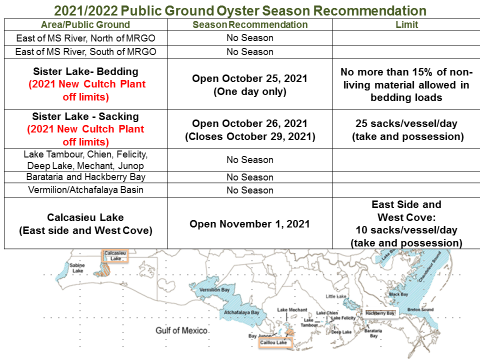 2021/2022 Public Ground Oyster Season Recommendation
Area/Public Ground
Season Recommendation
Limit
East of MS River, North of MRGO
No Season
East of MS River, South of MRGO
No Season
Sister Lake- Bedding
(2021 New Cultch Plant
off limits)
Open October 25, 2021
(One day only)
No more than 15% of non-
living material allowed in
bedding loads
Sister Lake - Sacking
(2021 New Cultch Plant
off limits)
Open October 26, 2021
(Closes October 29, 2021)
25 sacks/vessel/day
(take and possession)
Lake Tambour, Chien, Felicity,
Deep Lake, Mechant, Junop
No Season
Barataria and Hackberry Bay
No Season
Vermilion/Atchafalaya Basin
No Season
Calcasieu Lake
(East side and West Cove)
Open November 1, 2021
East Side and
West Cove:
10 sacks/vessel/day
(take and possession)
Calcasieu
Lake
Sabine
Lake
Vermilion Bay
Atchafalaya Bay
Gulf of Mexico
Bay Junop
Lake Mechant
Caillou Lake
Lake
Tambour
Lake Chien
Lake Felicity
Little Lake
Deep Lake
Hackberry Bay
Barataria
Bay
Black Bay
Breton Sound
Chandeleur Sound